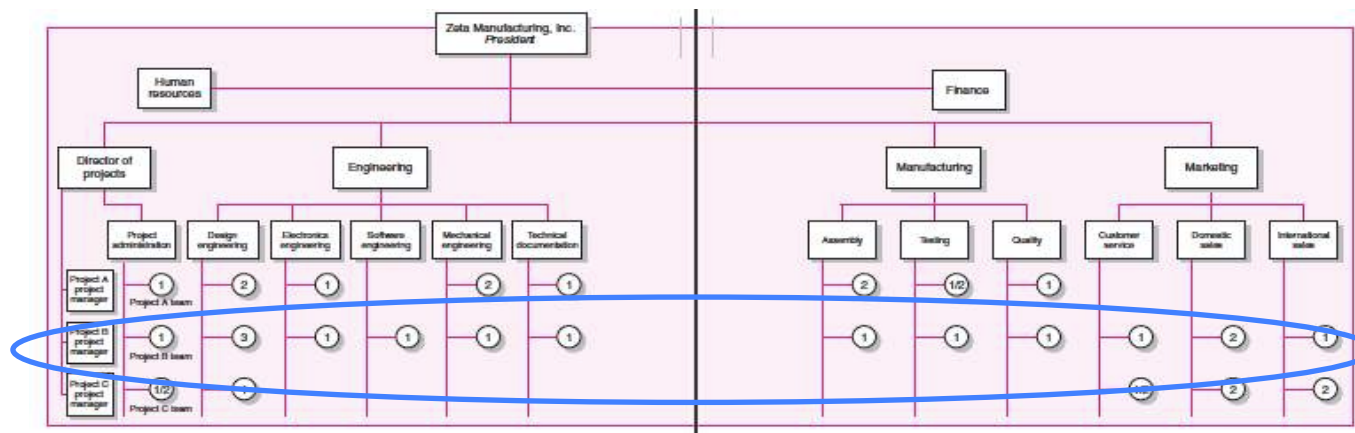 Zeta Manufacturing, Inc.
President
Human
resources
Finance
Director of
projects
Engineering
Manufacturing
Marketing
Project
administration
Design
engineering
Electronics
engineering
Software
engineering
Mechanical
engineering
Technical
documentation
Assembly
Testing
Quality
Customer
service
Domestic
sales
International
sales
Project A
project
manager
1
2
1
2
1
2
1/2
1
Project A team
Project B
project
manager
1
3
1
1
1
1
1
1
1
1
2
1
Project B team
Project C
project
manager
1/2
1
1/2
2
2
Project C team